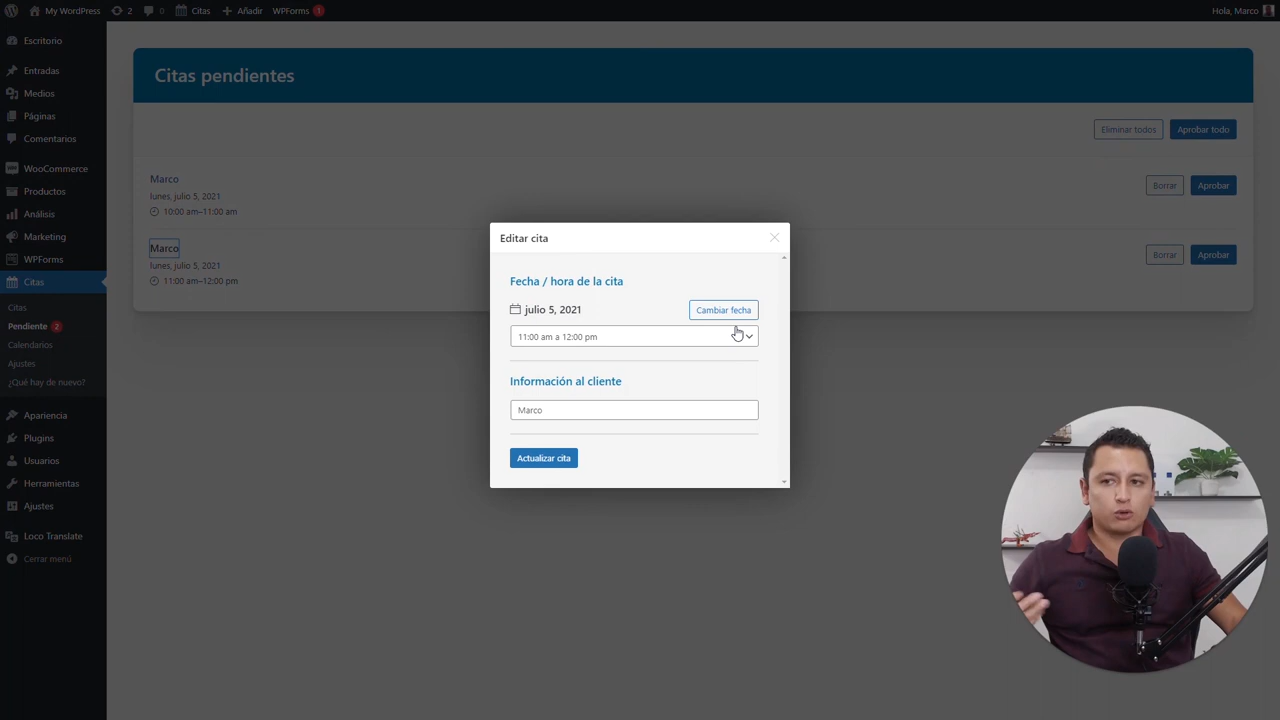 My WordPress
2
0
Citas
Añadir
WPForms
1
Hola, Marco
Escritorio
Entradas
Medios
Páginas
Comentarios
WooCommerce
Productos
Análisis
Marketing
WPForms
Citas
Citas
Pendiente 2
Calendarios
Ajustes
¿Qué hay de nuevo?
Apariencia
Plugins
Usuarios
Herramientas
Ajustes
Loco Translate
Cerrar menú
Citas pendientes
Eliminar todos
Aprobar todo
Marco
lunes, julio 5, 2021
10:00 am–11:00 am
Borrar
Aprobar
Marco
lunes, julio 5, 2021
11:00 am–12:00 pm
Borrar
Aprobar
Editar cita
Fecha / hora de la cita
julio 5, 2021
Cambiar fecha
11:00 am a 12:00 pm
Información al cliente
Marco
Actualizar cita